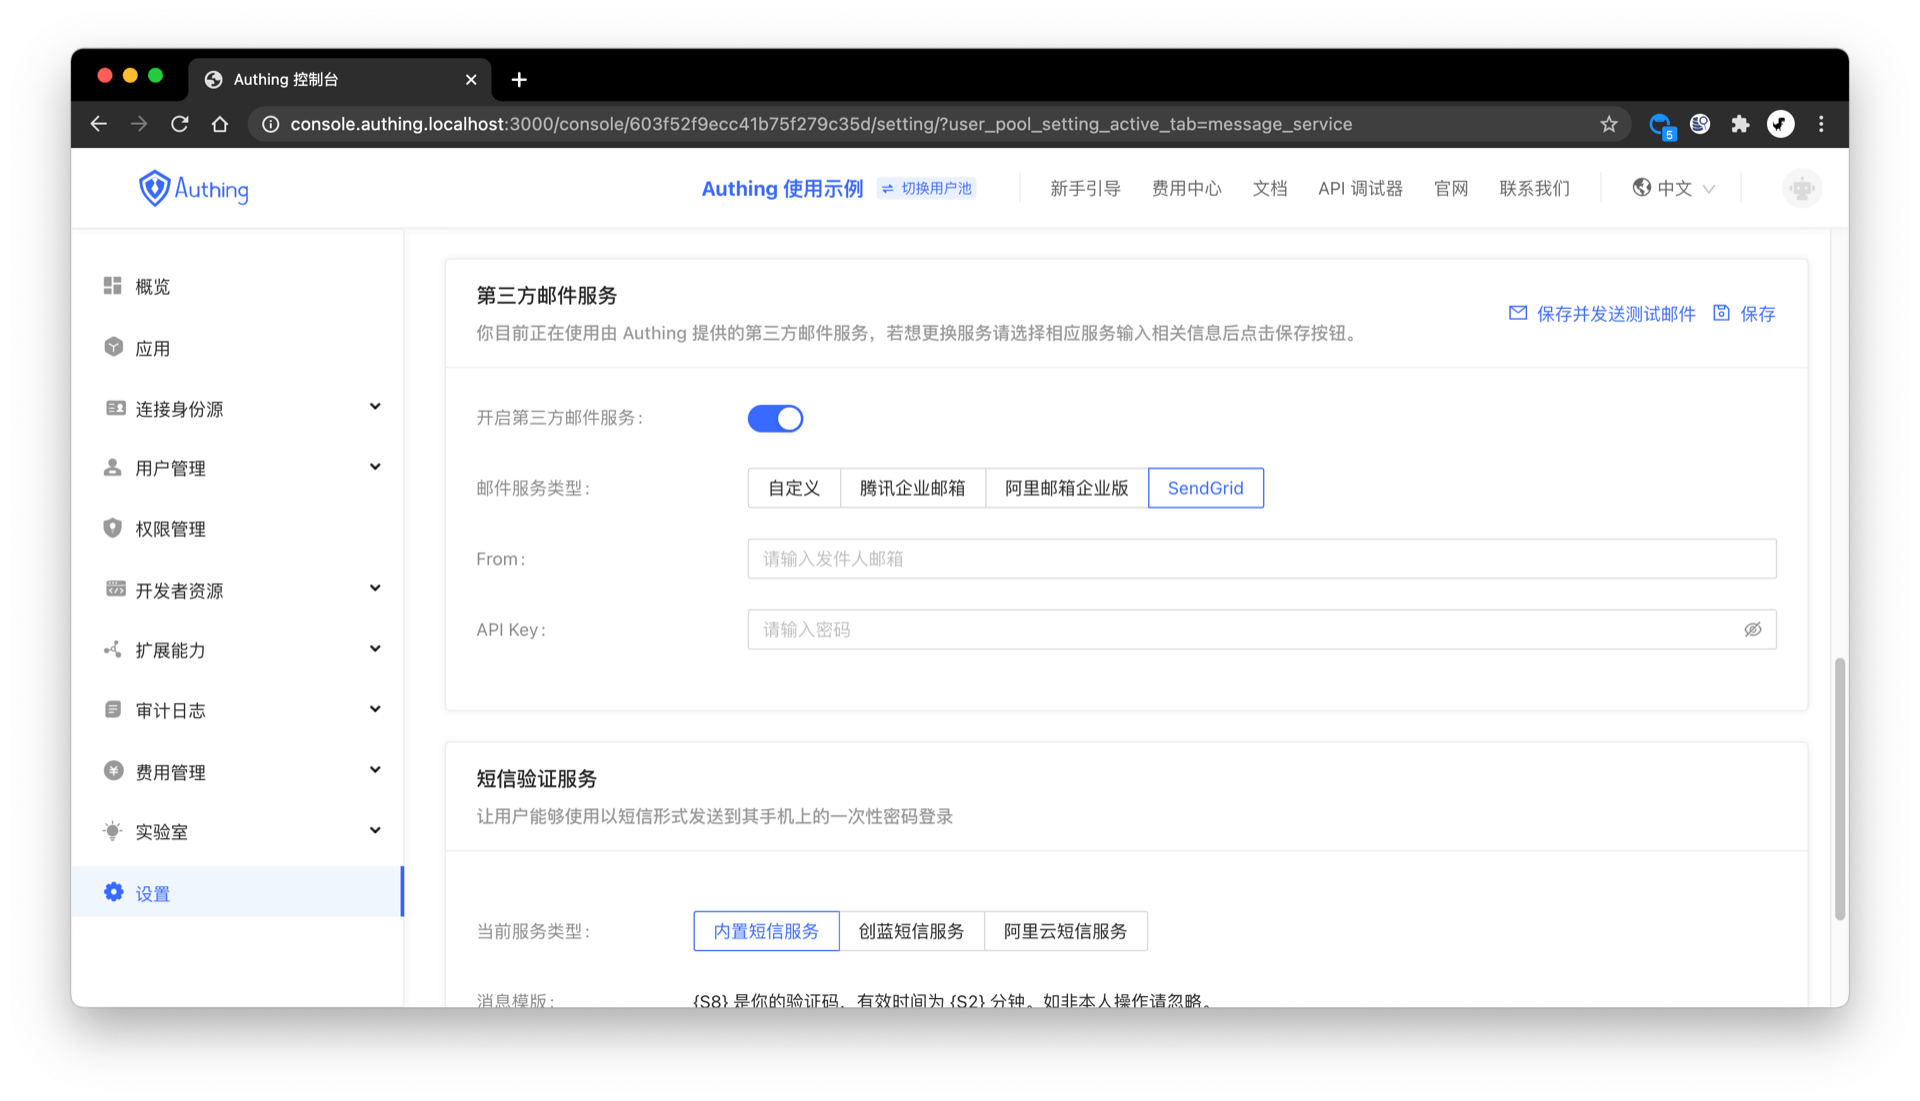 Authing 控制台
console.authing.localhost:3000/console/603f52f9ecc41b75f279c35d/setting/?user_pool_setting_active_tab=message_service
5
Authing
Authing 使用示例
切换用户池
新手引导
费用中心
文档
API 调试器
官网
联系我们
中文
概览
应用
连接身份源
用户管理
权限管理
开发者资源
扩展能力
审计日志
费用管理
实验室
设置
第三方邮件服务
你目前正在使用由 Authing 提供的第三方邮件服务，若想更换服务请选择相应服务输入相关信息后点击保存按钮。
保存并发送测试邮件
保存
开启第三方邮件服务：
邮件服务类型：
自定义
腾讯企业邮箱
阿里邮箱企业版
SendGrid
From：
请输入发件人邮箱
API Key：
请输入密码
短信验证服务
让用户能够使用以短信形式发送到其手机上的一次性密码登录
当前服务类型：
内置短信服务
创蓝短信服务
阿里云短信服务
消息模版：
{S8} 是你的验证码，有效时间为 {S2} 分钟。如非本人操作请忽略。